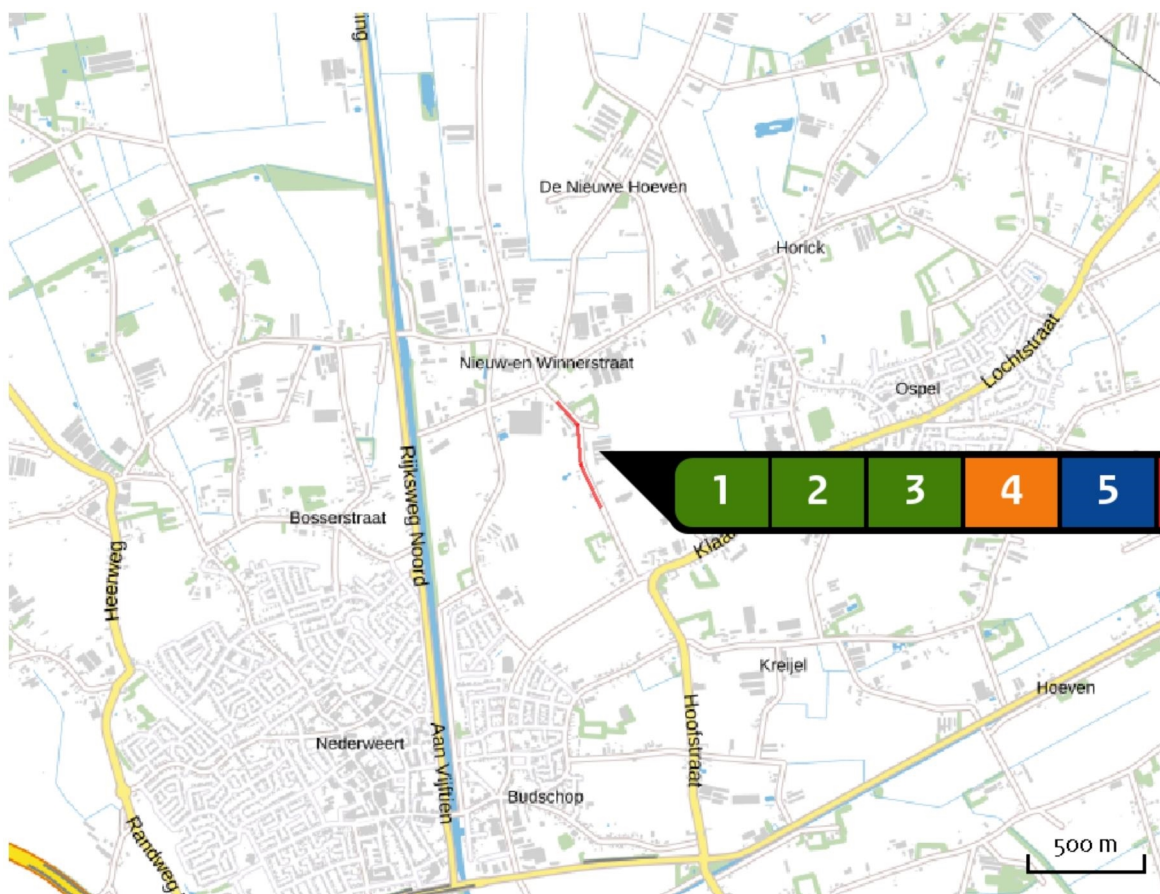 ing
De Nieuwe Hoeven
Horick
Nieuw-en Winnerstraat
Lochtstraat
Ospel
Rijksweg Noord
1 2 3 4 5
Bosserstraat
Klaa
Heerweg
Kreijel
Hoeven
Hoofstraat
Nederweert
Aan Vijftien
Budschop
Randweg
500 m